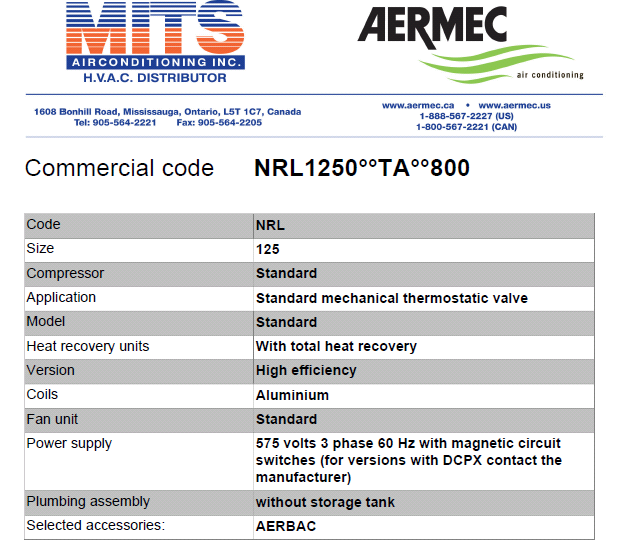 MITS
AERMEC
AIRCONDITIONING INC.
H.V.A.C. DISTRIBUTOR
air conditioning
1608 Bonhill Road, Mississauga, Ontario, L5T 1C7, Canada
Tel: 905-564-2221 Fax: 905-564-2205
www.aermec.ca • www.aermec.us
1-888-567-2227 (US)
1-800-567-2221 (CAN)
Commercial code NRL1250°°TA°°800
Code NRL
Size 125
Compressor Standard
Application Standard mechanical thermostatic valve
Model Standard
Heat recovery units With total heat recovery
Version High efficiency
Coils Aluminium
Fan unit Standard
Power supply 575 volts 3 phase 60 Hz with magnetic circuit
switches (for versions with DCPX contact the
manufacturer)
Plumbing assembly without storage tank
Selected accessories: AERBAC